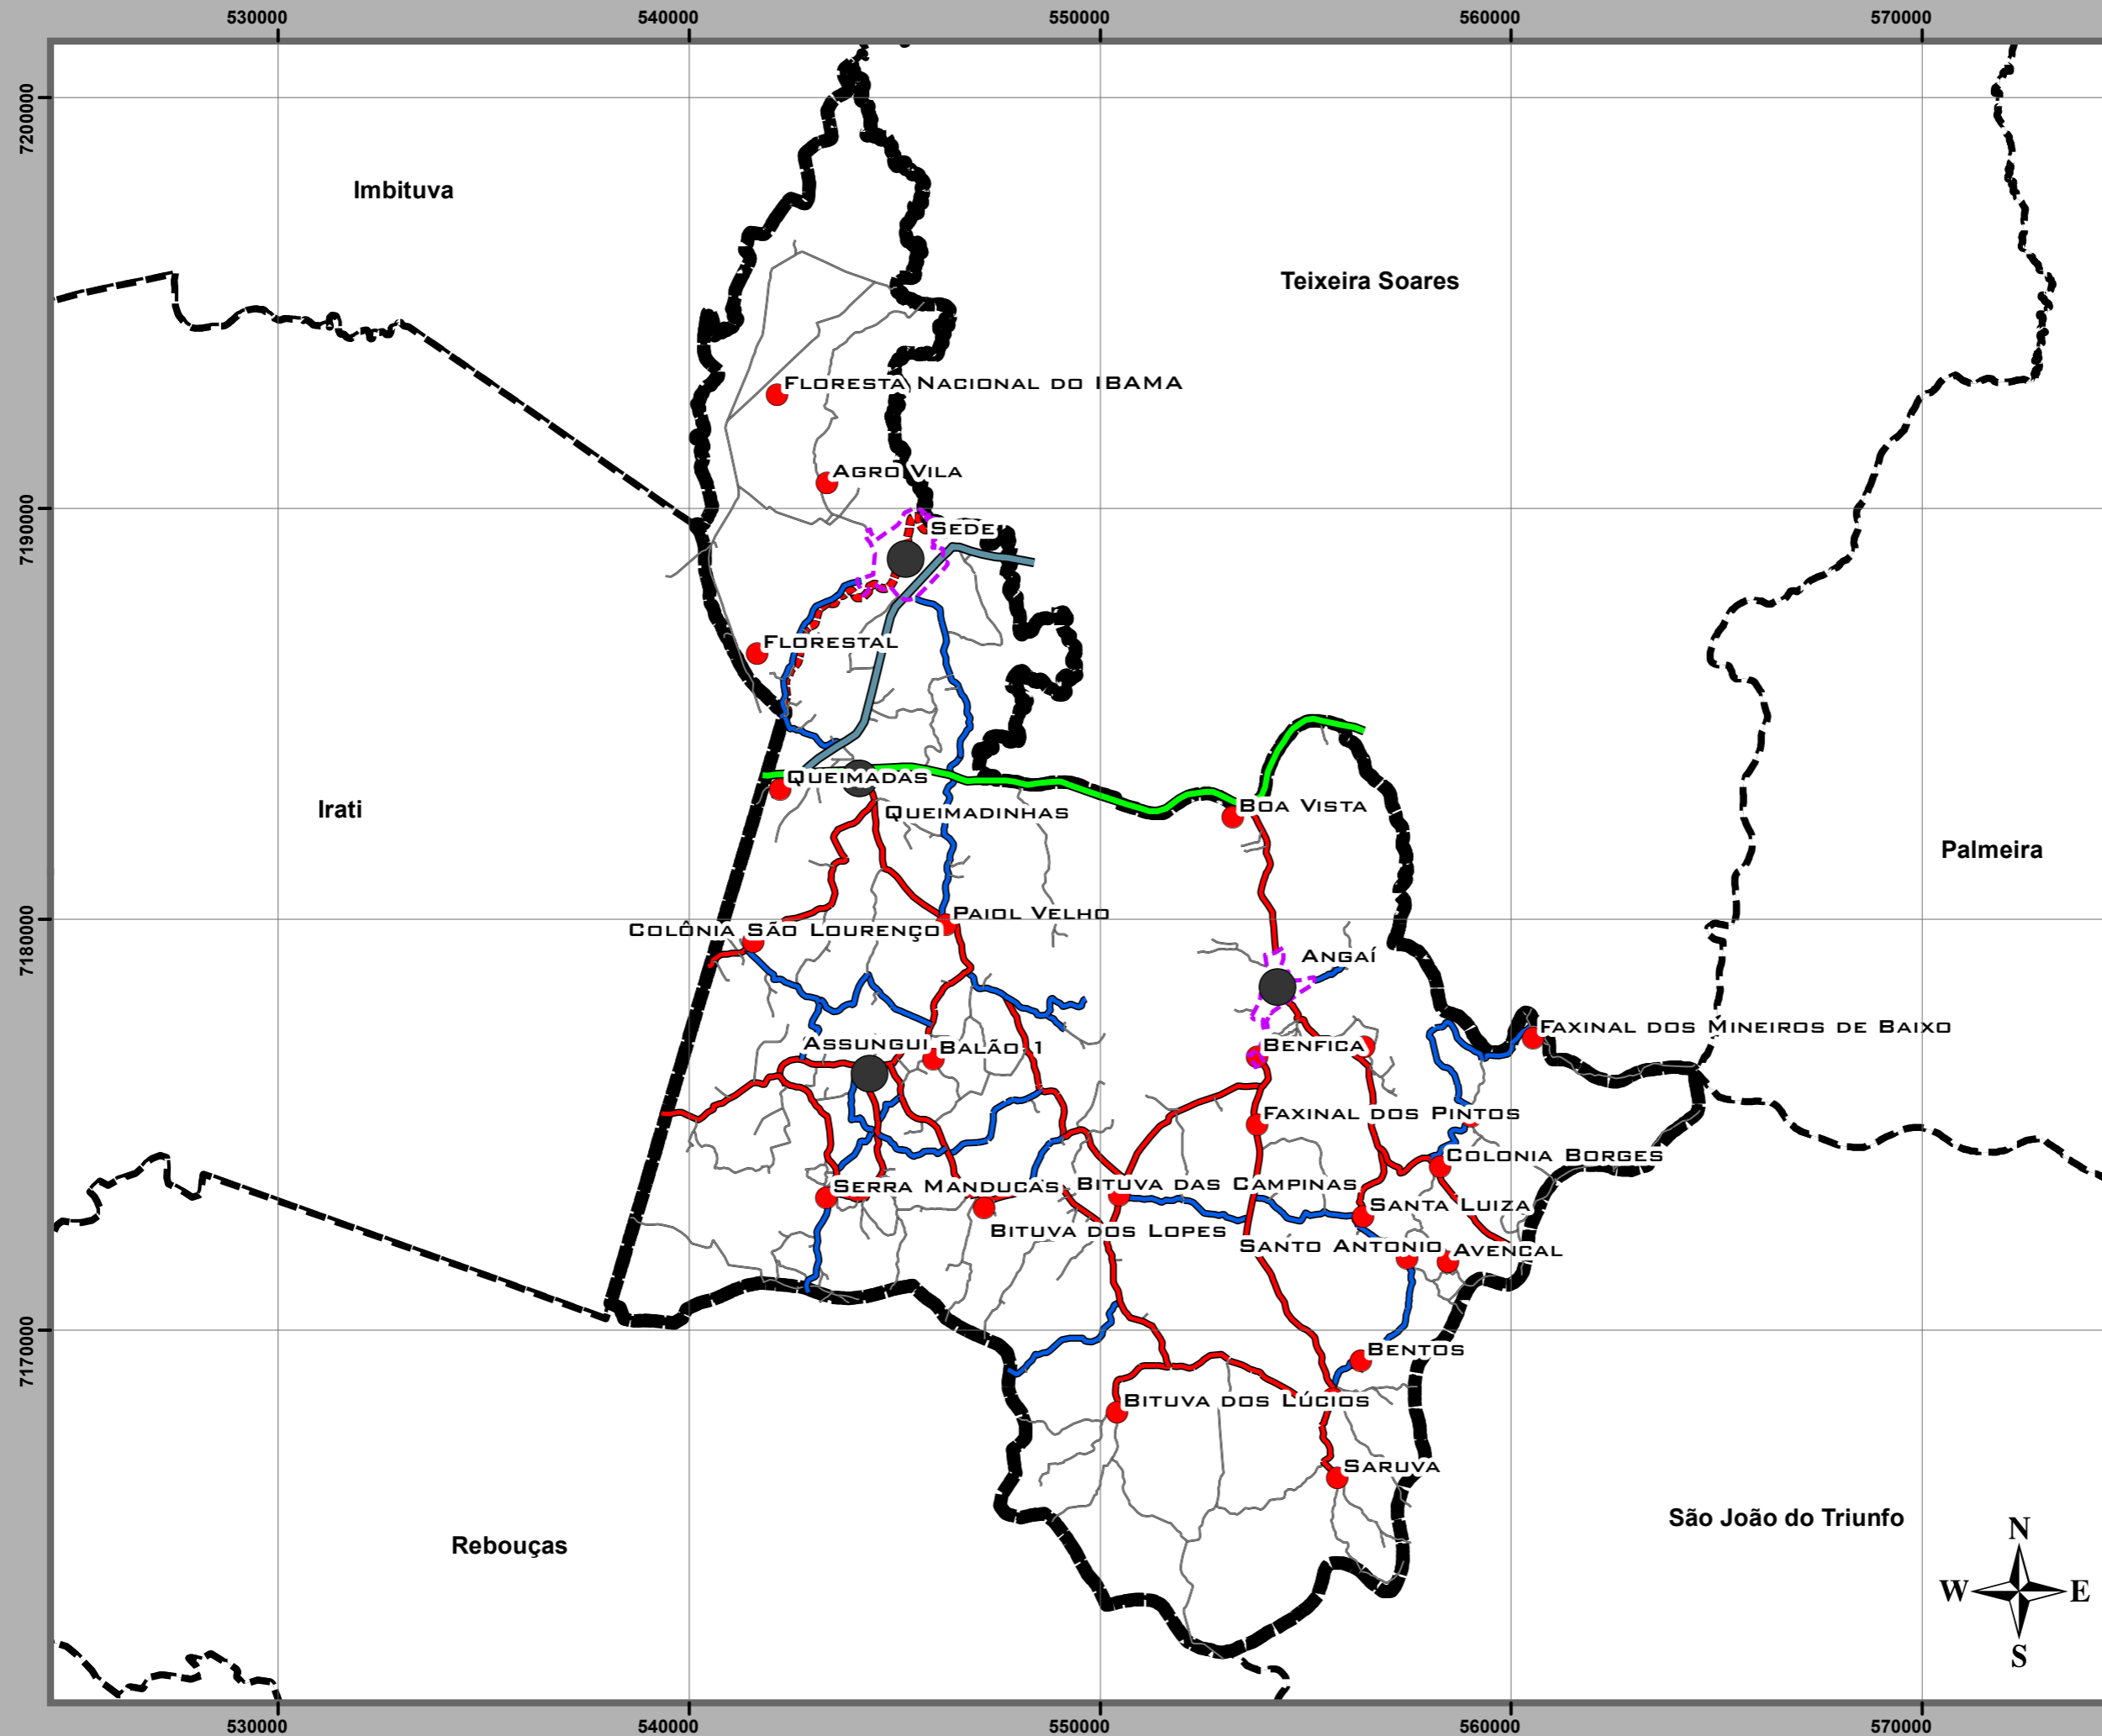 530000
540000
550000
560000
570000
7200000
Imbituva
Teixeira Soares
Floresta Nacional do IBAMA
Agro Vila
7190000
Sede
Florestal
Queimadas
Boa Vista
Irati
Queimadinhas
Palmeira
7180000
Paiol Velho
Colônia São Lourenço
Angaí
Faxinal dos Mineiros de Baixo
Assungui
Balão 1
Benfica
Faxinal dos Pintos
Colonia Borges
Serra Manducas
Bituva das Campinas
Santa Luiza
Bituva dos Lopes
Santo Antonio
Avencal
7170000
Bentos
Bituva dos Lúcios
Saruva
São João do Triunfo
Rebouças
N
W
E
S
530000
540000
550000
560000
570000